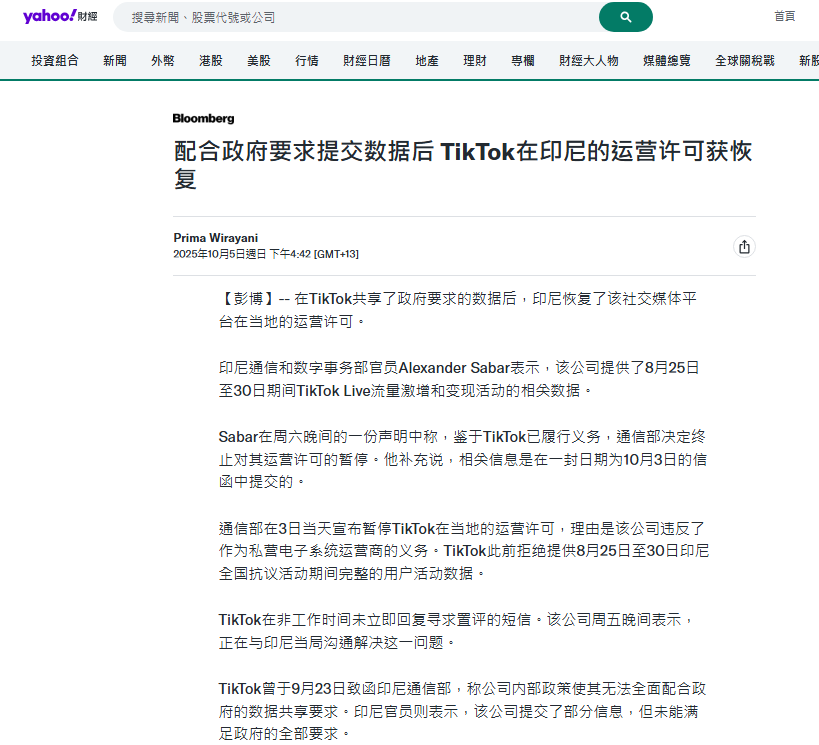 yahoo!財經
搜尋新聞、股票代號或公司
首頁
投資組合 新聞 外幣 港股 美股 行情 財經日曆 地產 理財 專欄 財經大人物 媒體總覽 全球關稅戰 新股
Bloomberg
配合政府要求提交数据后 TikTok在印尼的运营许可获恢
复
Prima Wirayani
2025年10月5日週日 下午4:42 [GMT+13]
【彭博】-- 在TikTok共享了政府要求的数据后，印尼恢复了该社交媒体平
台在当地的运营许可。
印尼通信和数字事务部官员Alexander Sabar表示，该公司提供了8月25日
至30日期间TikTok Live流量激增和变现活动的相关数据。
Sabar在周六晚间的一份声明中称，鉴于TikTok已履行义务，通信部决定终
止对其运营许可的暂停。他补充说，相关信息是在一封日期为10月3日的信
函中提交的。
通信部在3日当天宣布暂停TikTok在当地的运营许可，理由是该公司违反了
作为私营电子系统运营商的义务。TikTok此前拒绝提供8月25日至30日印尼
全国抗议活动期间完整的用户活动数据。
TikTok在非工作时间未立即回复寻求置评的短信。该公司周五晚间表示，
正在与印尼当局沟通解决这一问题。
TikTok曾于9月23日致函印尼通信部，称公司内部政策使其无法全面配合政
府的数据共享要求。印尼官员则表示，该公司提交了部分信息，但未能满
足政府的全部要求。